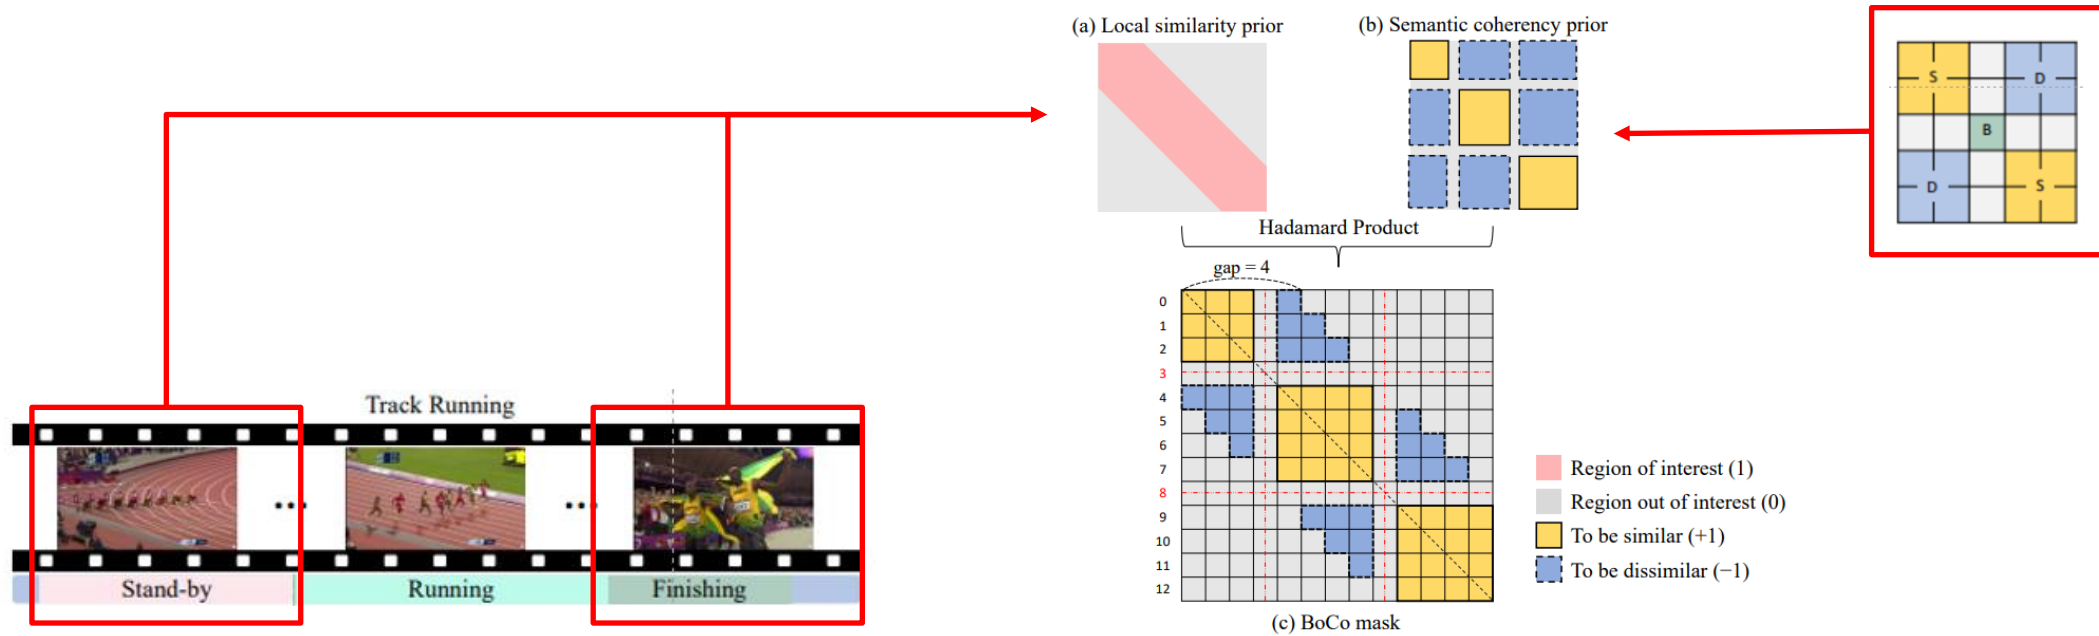 (a) Local similarity prior
(b) Semantic coherency prior
S
D
B
D
S
Hadamard Product
gap = 4
0
1
2
3
4
5
6
7
8
9
10
11
12
Track Running
Stand-by
Running
Finishing
Region of interest (1)
Region out of interest (0)
To be similar (+1)
To be dissimilar (−1)
(c) BoCo mask